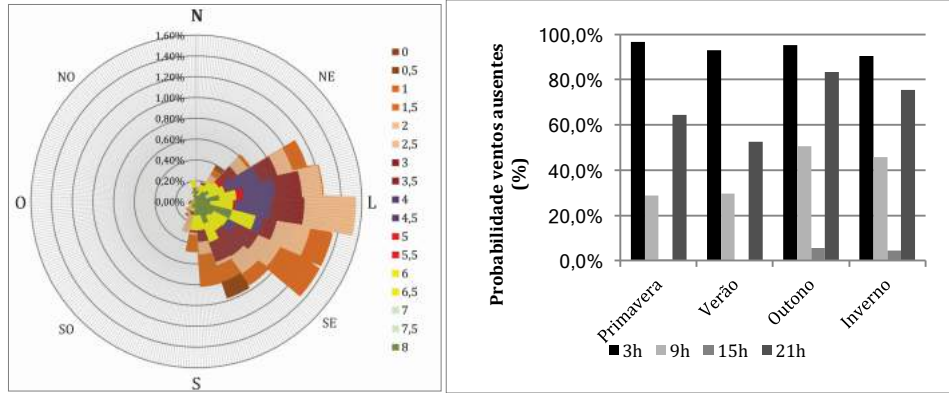 N
1,60%
1,40%
1,20%
1,00%
0,80%
0,60%
0,40%
0,20%
0,00%
NO
NE
O
L
SO
SE
S
0
0,5
1
1,5
2
2,5
3
3,5
4
4,5
5
5,5
6
6,5
7
7,5
8
Probabilidade ventos ausentes
(%)
100,0%
80,0%
60,0%
40,0%
20,0%
0,0%
Primavera
Verão
Outono
Inverno
3h 9h 15h 21h